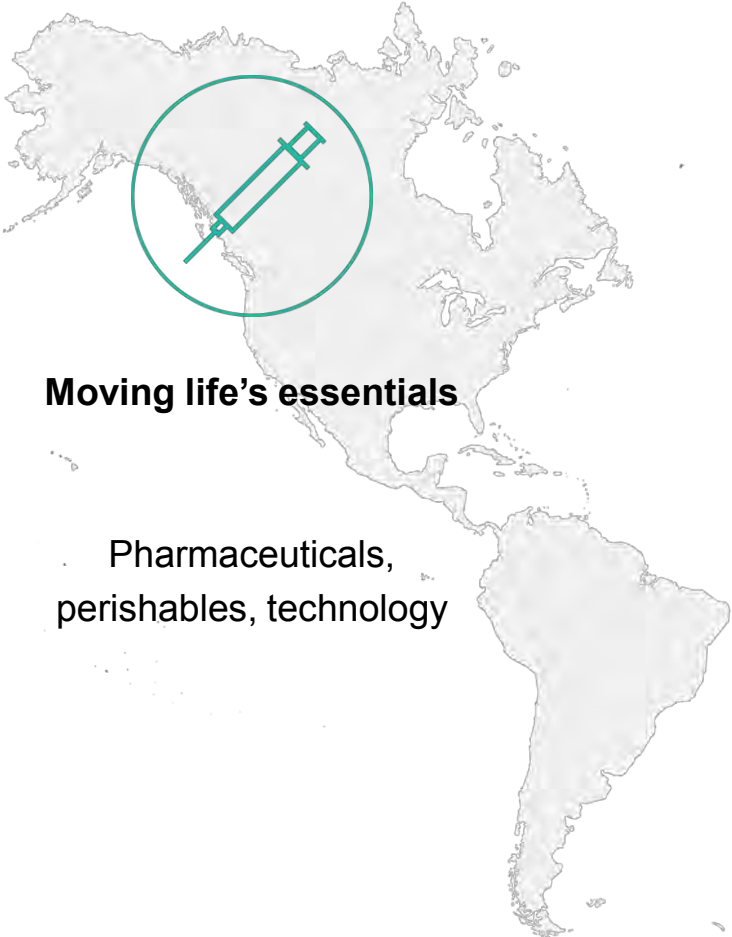 Moving life’s essentials
Pharmaceuticals,
perishables, technology